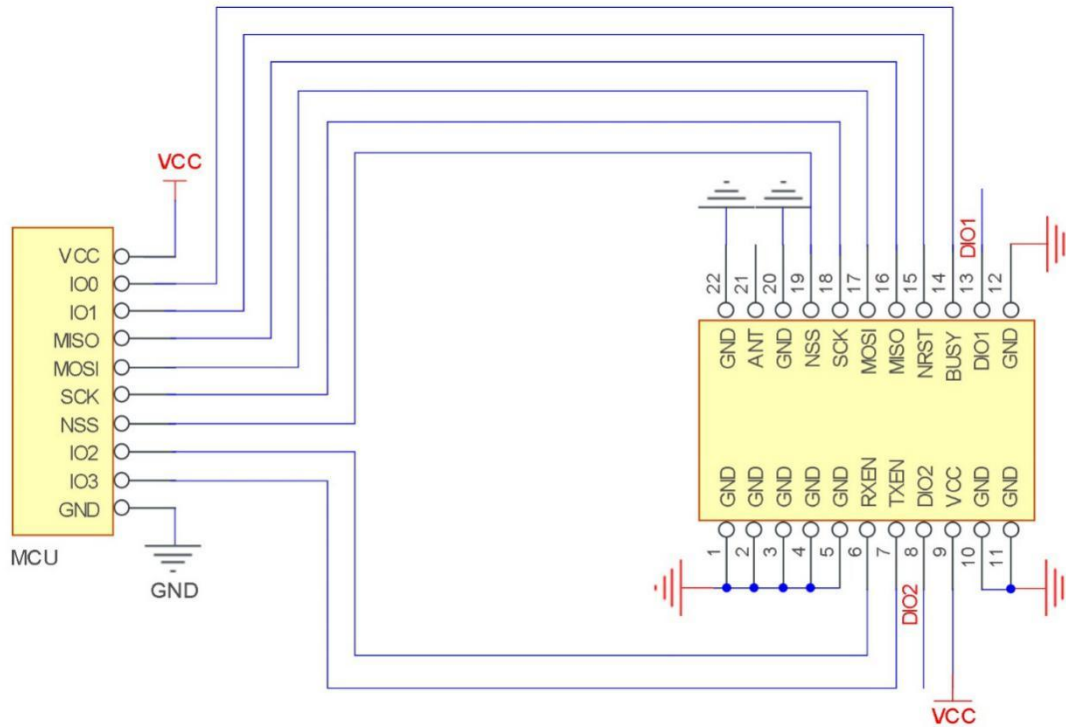 VCC
VCC
IO0
IO1
MISO
MOSI
SCK
NSS
IO2
IO3
GND
MCU
GND
DIO1
22 21 20 19 18 17 16 15 14 13 12
GND ANT GND NSS SCK MOSI MISO NRST BUSY DIO1 GND
GND GND GND GND GND RXEN TXEN DIO2 VCC GND GND
1 2 3 4 5 6 7 8 9 10 11
DIO2
VCC